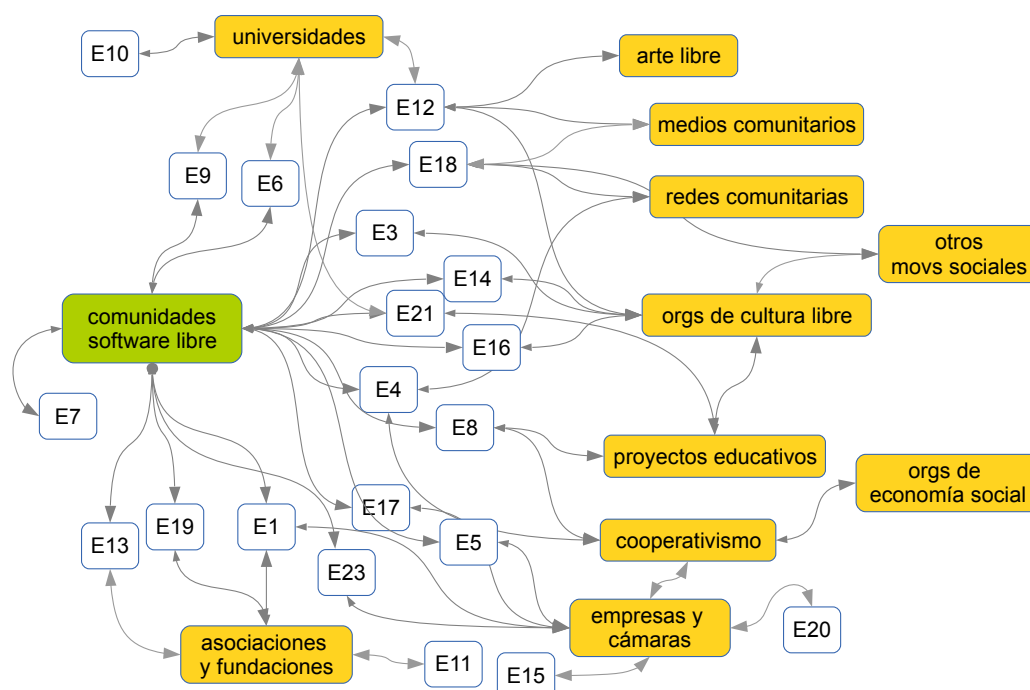 universidades
E10
arte libre
E12
medios comunitarios
E18
E9
E6
redes comunitarias
E3
otros
movs sociales
E14
comunidades
software libre
E21
orgs de cultura libre
E16
E4
E7
E8
proyectos educativos
orgs de
economía social
E17
E19
E1
E13
E5
cooperativismo
E23
empresas y
cámaras
E20
asociaciones
y fundaciones
E11
E15